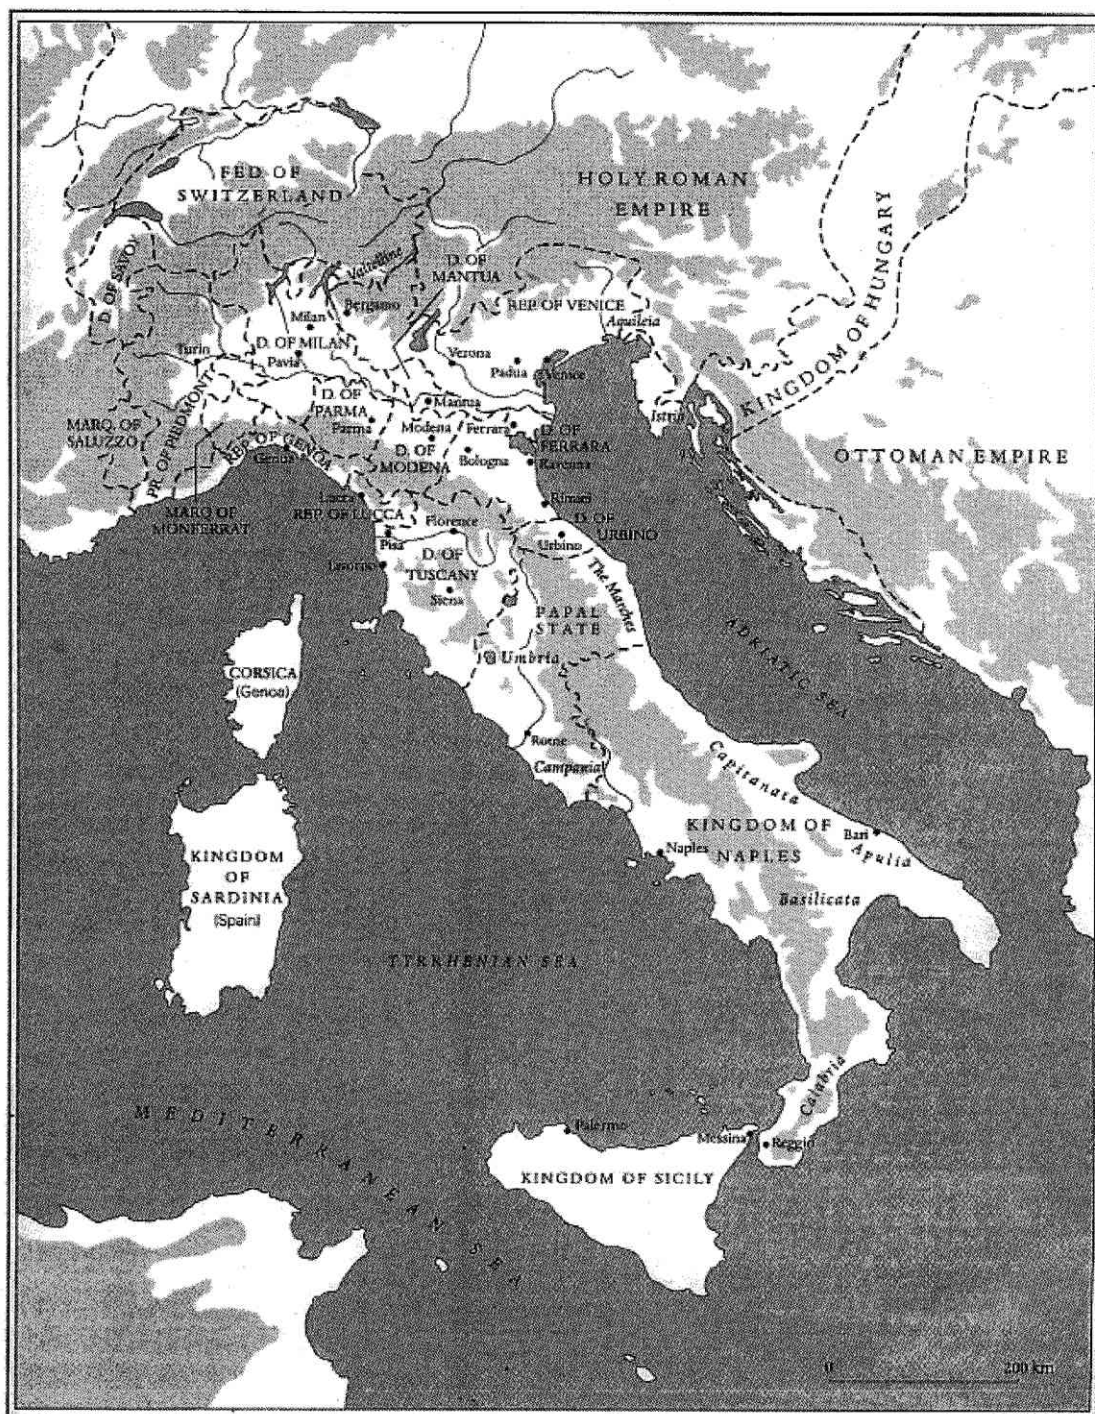 FED. OF
SWITZERLAND
HOLY ROMAN
EMPIRE
KINGDOM OF HUNGARY
D. OF SAVOY
Valtelline
D. OF
MANTUA
Bergamo
REP. OF VENICE
Aquileia
Milan
D. OF MILAN
Pavia
Turin
Verona
Padua
Venice
Istria
D. OF
PARMA
Parma
Mantua
Modena
Ferrara
D. OF
FERRARA
MARQ. OF
SALUZZO
PR. OF PIEDMONT
REP. OF GENOA
Genoa
D. OF
MODENA
Bologna
Ravenna
OTTOMAN EMPIRE
MARQ. OF
MONFERRAT
Lucca
REP. OF LUCCA
Rimini
D. OF
URBINO
Florence
Urbino
Pisa
Livorno
D. OF
TUSCANY
Siena
The Marches
PAPAL
STATE
Umbria
ADRIATIC SEA
CORSICA
(Genoa)
Rome
Campania
Capitanata
KINGDOM OF
NAPLES
Naples
Bari
Apulia
Basilicata
KINGDOM
OF
SARDINIA
(Spain)
TYRRHENIAN SEA
Calabria
MEDITERRANEAN SEA
Palermo
Messina
Reggio
KINGDOM OF SICILY
0 200 km